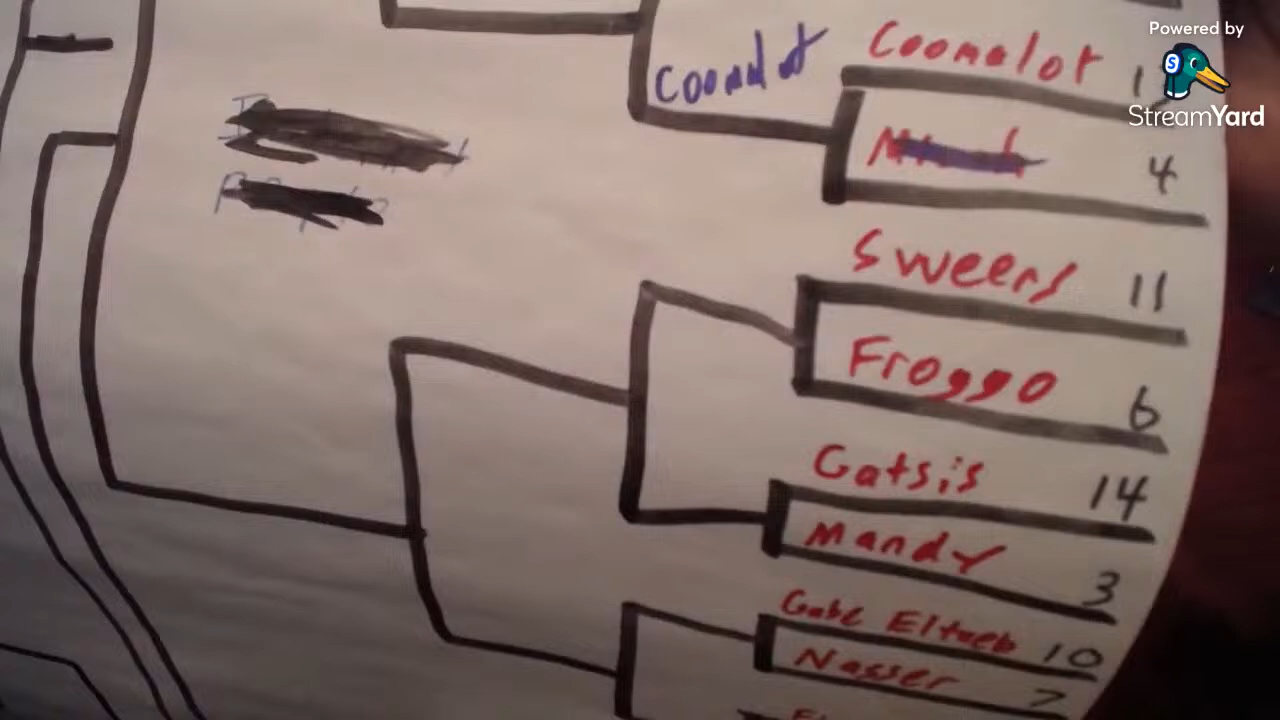 Powered by
StreamYard
Coomalot
Coomalot 1
4
Sweers 11
Froggo 6
Gatsis 14
Mandy 3
Gabe Eltaeb 10
Nasser 7